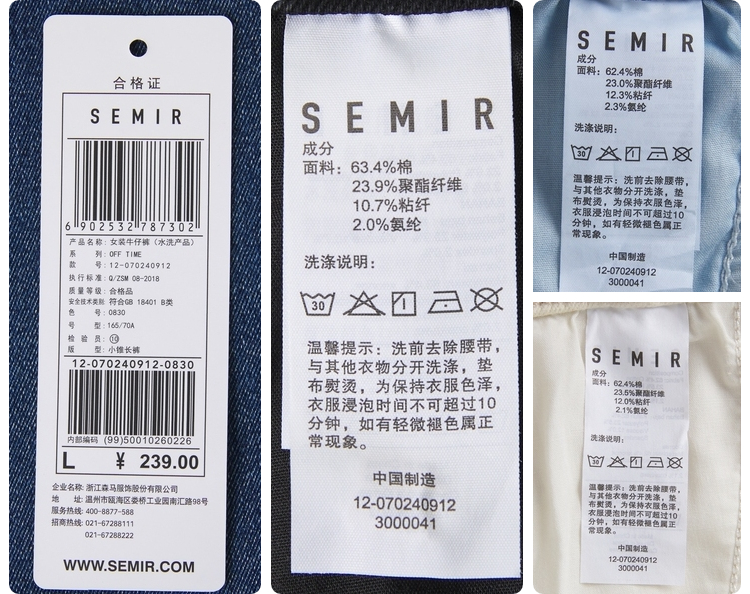 合格证
SEMIR
6 902532 787302
产品名称: 女装牛仔裤 (水洗产品)
系 列: OFF TIME
款 号: 12-070240912
执行标准: Q/ZSM 08-2018
质量等级: 合格品
安全技术类别 符合GB 18401 B类
色 号: 0830
号 型: 165/70A
检 验 员: ⑩
版 型: 小锥长裤
12-070240912-0830
内部编码 (99)50010260226
L ¥ 239.00
企业名称: 浙江森马服饰股份有限公司
地 址: 温州市瓯海区娄桥工业园南汇路98号
服务热线: 400-8877-588
招商热线: 021-67288111
021-67288222
WWW.SEMIR.COM
SEMIR
成分
面料: 63.4%棉
23.9%聚酯纤维
10.7%粘纤
2.0%氨纶
洗涤说明:
30
温馨提示: 洗前去除腰带,
与其他衣物分开洗涤, 垫
布熨烫, 为保持衣服色泽,
衣服浸泡时间不可超过10
分钟, 如有轻微褪色属正
常现象。
中国制造
12-070240912
3000041
SEMIR
成分
面料: 62.4%棉
23.0%聚酯纤维
12.3%粘纤
2.3%氨纶
洗涤说明:
30
温馨提示: 洗前去除腰带,
与其他衣物分开洗涤, 垫
布熨烫, 为保持衣服色泽,
衣服浸泡时间不可超过10
分钟, 如有轻微褪色属正
常现象。
中国制造
12-070240912
3000041
SEMIR
成分
面料: 62.4%棉
23.5%聚酯纤维
12.0%粘纤
2.1%氨纶
洗涤说明:
30
温馨提示: 洗前去除腰带,
与其他衣物分开洗涤, 垫
布熨烫, 为保持衣服色泽,
衣服浸泡时间不可超过10
分钟, 如有轻微褪色属正
常现象。
中国制造
12-070240912
3000041